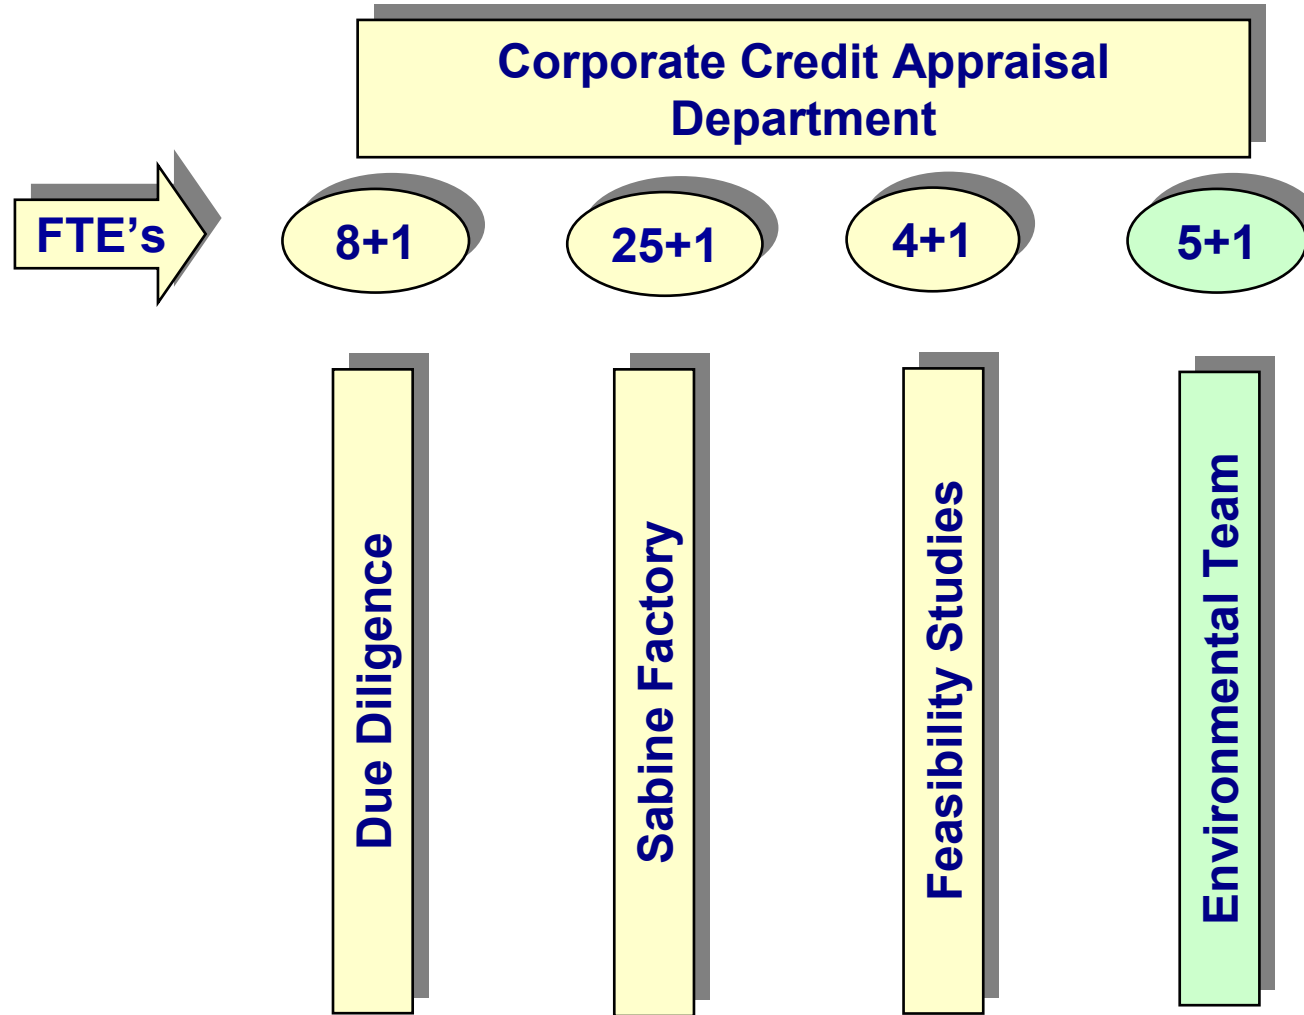 Corporate Credit Appraisal
Department
FTE’s
8+1
25+1
4+1
5+1
Due Diligence
Sabine Factory
Feasibility Studies
Environmental Team